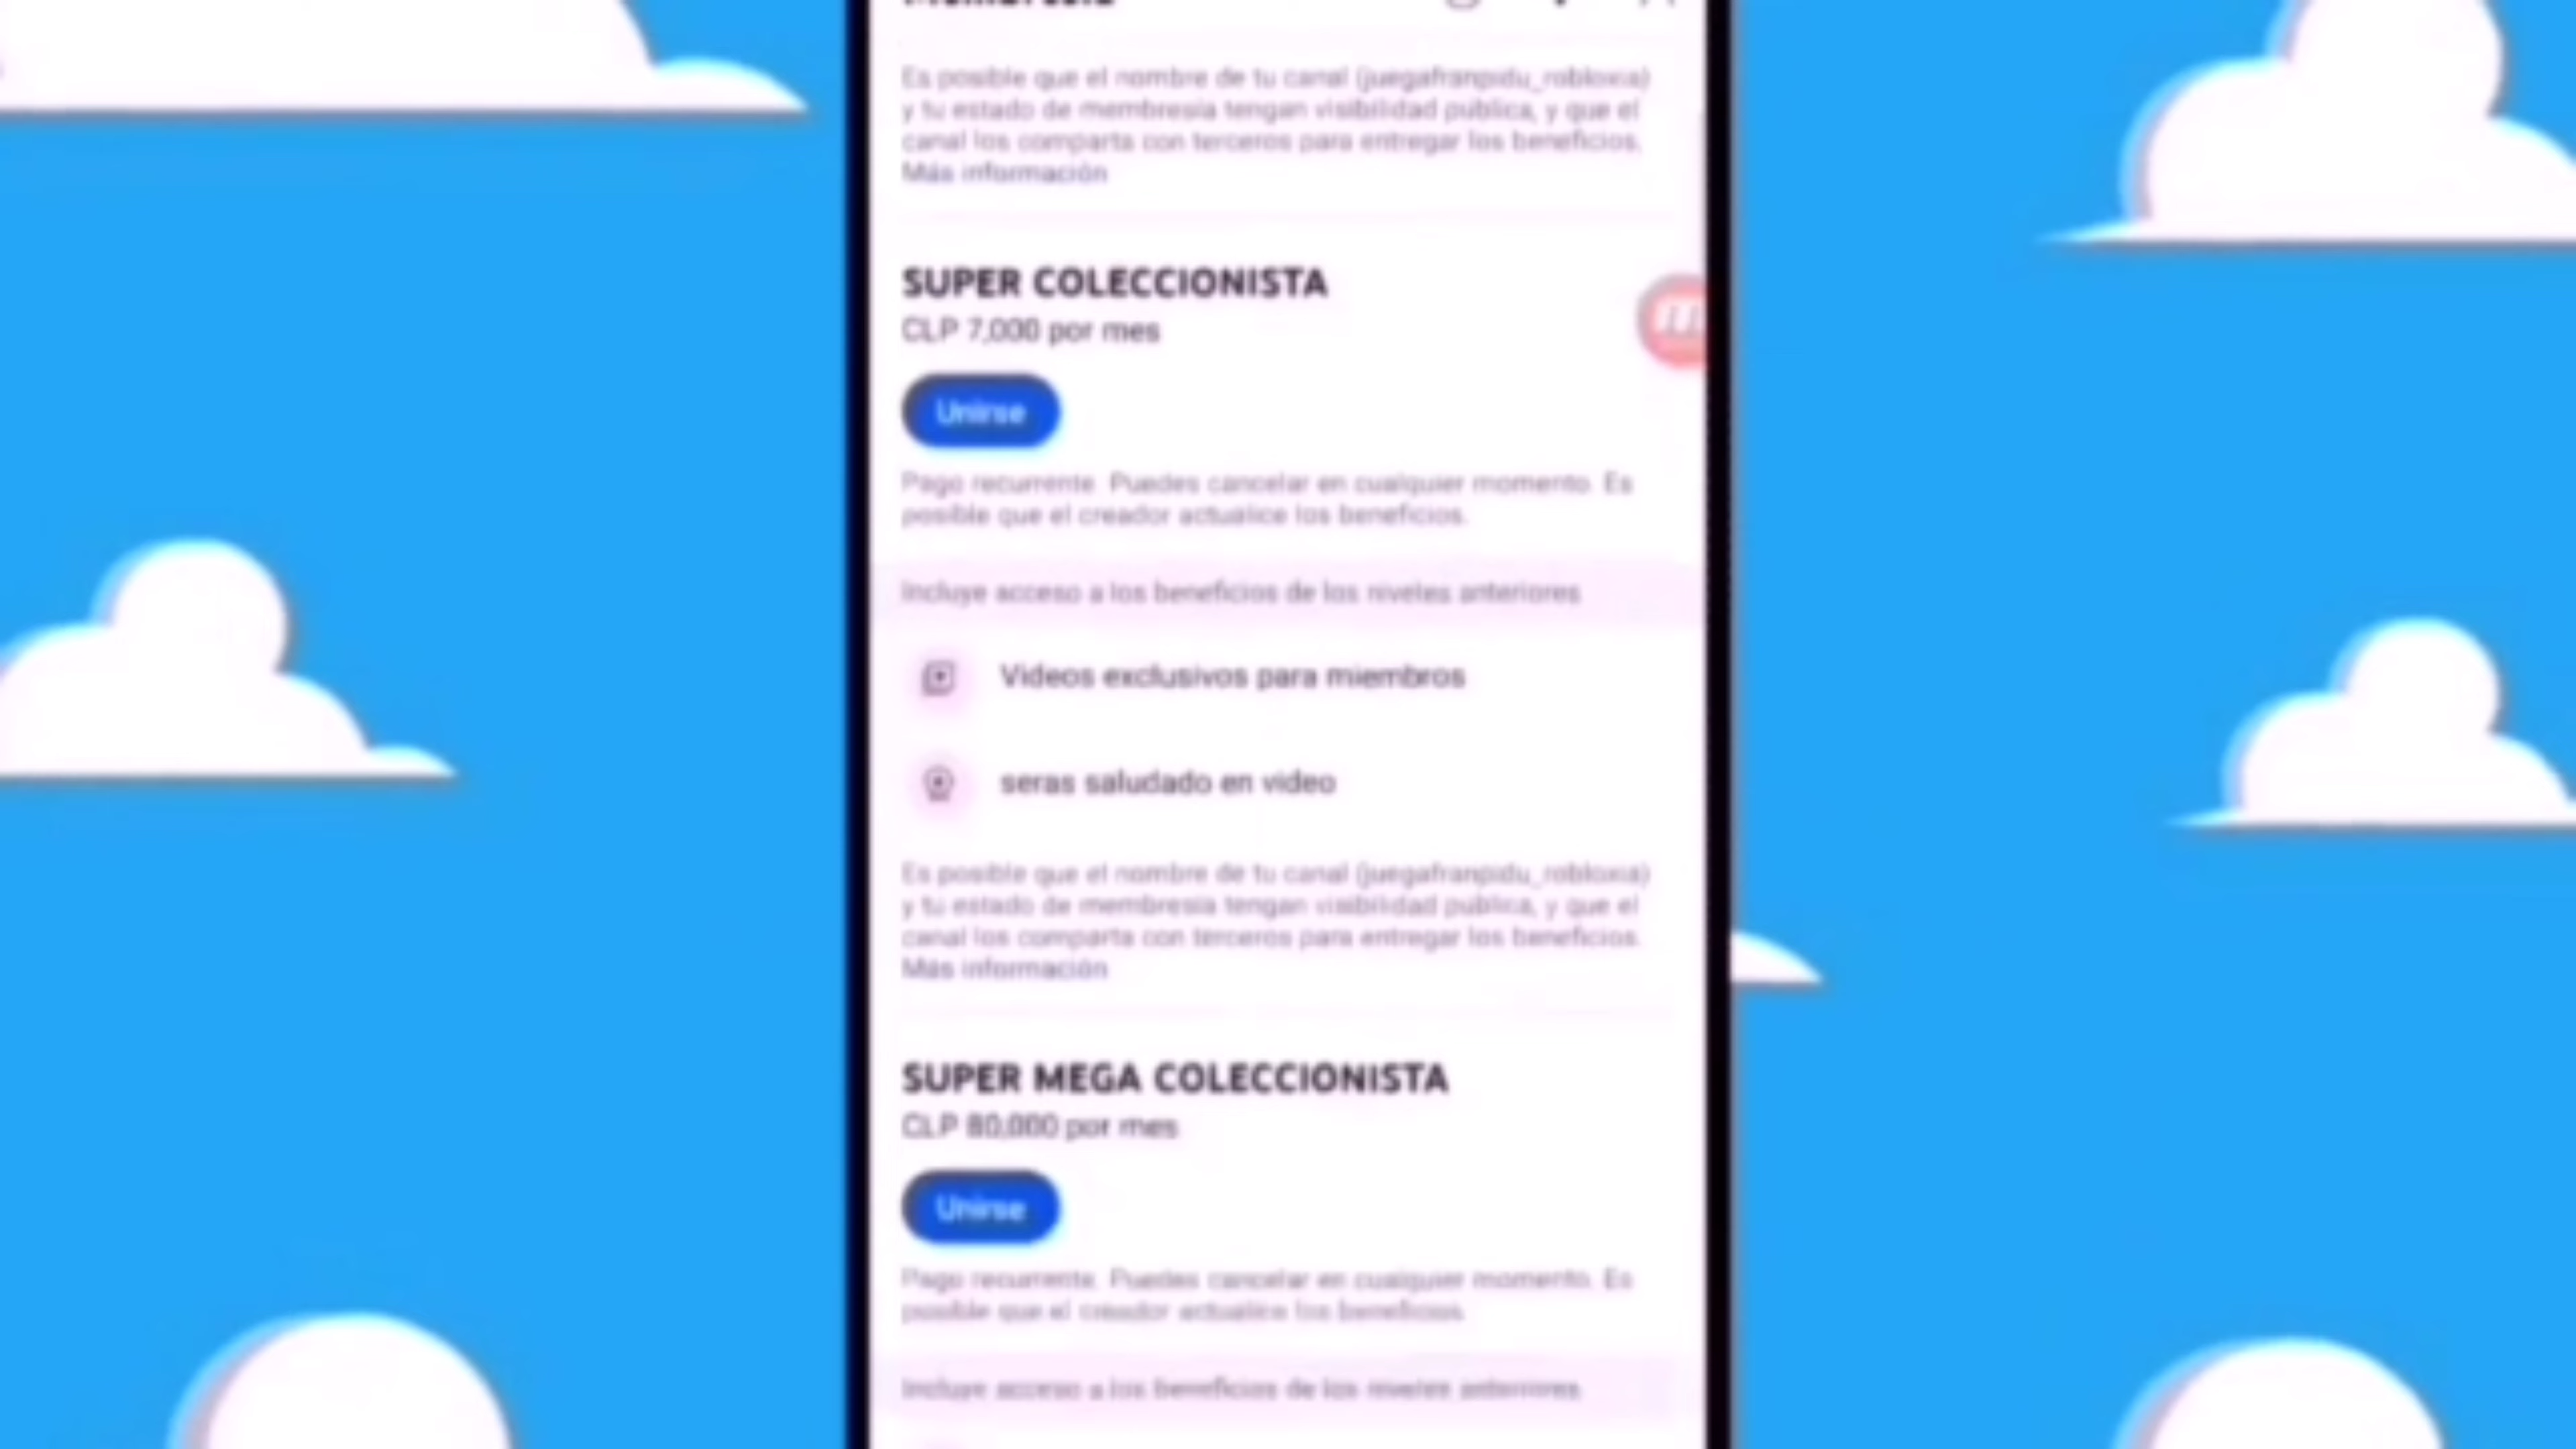 Es posible que el nombre de tu canal (juegafranpidu_robloxia)
y tu estado de membresía tengan visibilidad pública, y que el
canal los comparta con terceros para entregar los beneficios.
Más información
SUPER COLECCIONISTA
CLP 7,000 por mes
Unirse
Pago recurrente. Puedes cancelar en cualquier momento. Es
posible que el creador actualice los beneficios.
Incluye acceso a los beneficios de los niveles anteriores
Videos exclusivos para miembros
seras saludado en video
Es posible que el nombre de tu canal (juegafranpidu_robloxia)
y tu estado de membresía tengan visibilidad pública, y que el
canal los comparta con terceros para entregar los beneficios.
Más información
SUPER MEGA COLECCIONISTA
CLP 80,000 por mes
Unirse
Pago recurrente. Puedes cancelar en cualquier momento. Es
posible que el creador actualice los beneficios.
Incluye acceso a los beneficios de los niveles anteriores